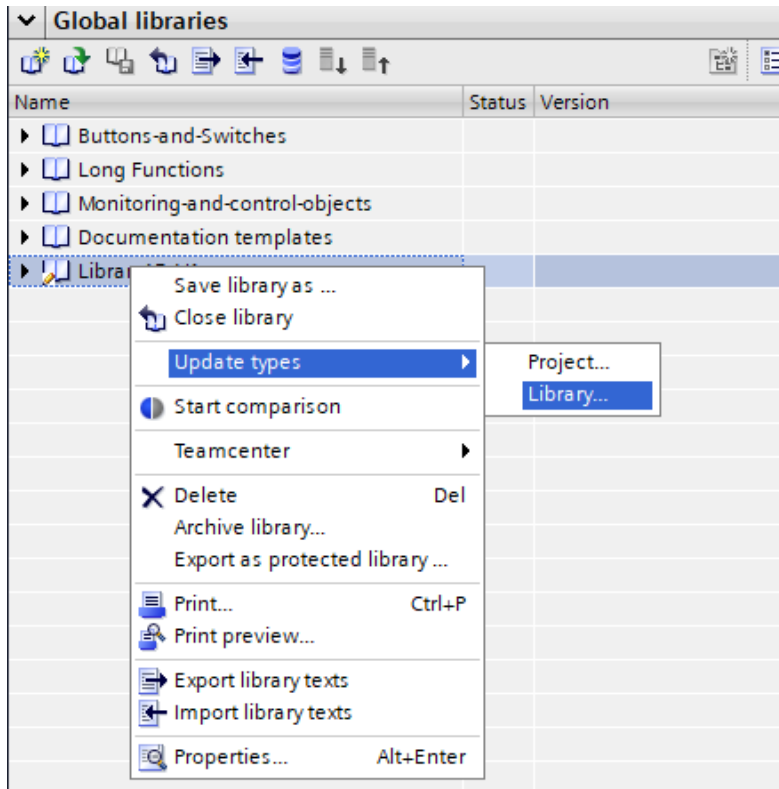 Global libraries
Name Status Version
Buttons-and-Switches
Long Functions
Monitoring-and-control-objects
Documentation templates
Save library as ...
Close library
Update types
Project...
Library...
Start comparison
Teamcenter
Delete Del
Archive library...
Export as protected library ...
Print... Ctrl+P
Print preview...
Export library texts
Import library texts
Properties... Alt+Enter